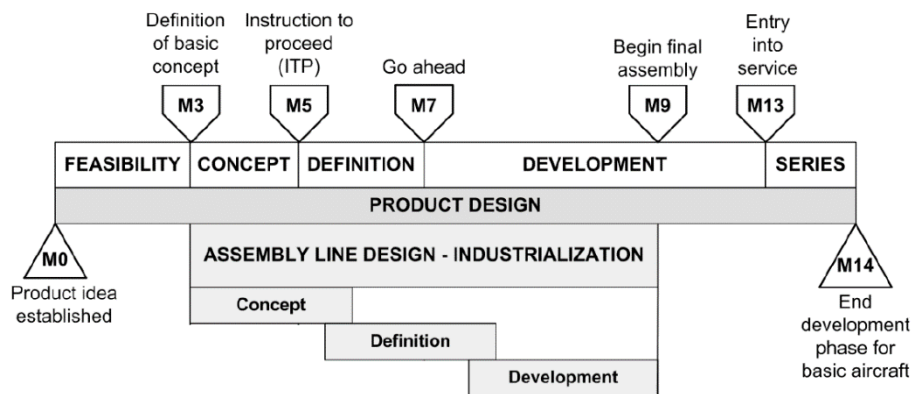 Definition
of basic
concept
Instruction to
proceed
(ITP)
Go ahead
Begin final
assembly
Entry
into
service
M3
M5
M7
M9
M13
FEASIBILITY
CONCEPT
DEFINITION
DEVELOPMENT
SERIES
PRODUCT DESIGN
ASSEMBLY LINE DESIGN - INDUSTRIALIZATION
M0
Product idea
established
Concept
Definition
Development
M14
End
development
phase for
basic aircraft